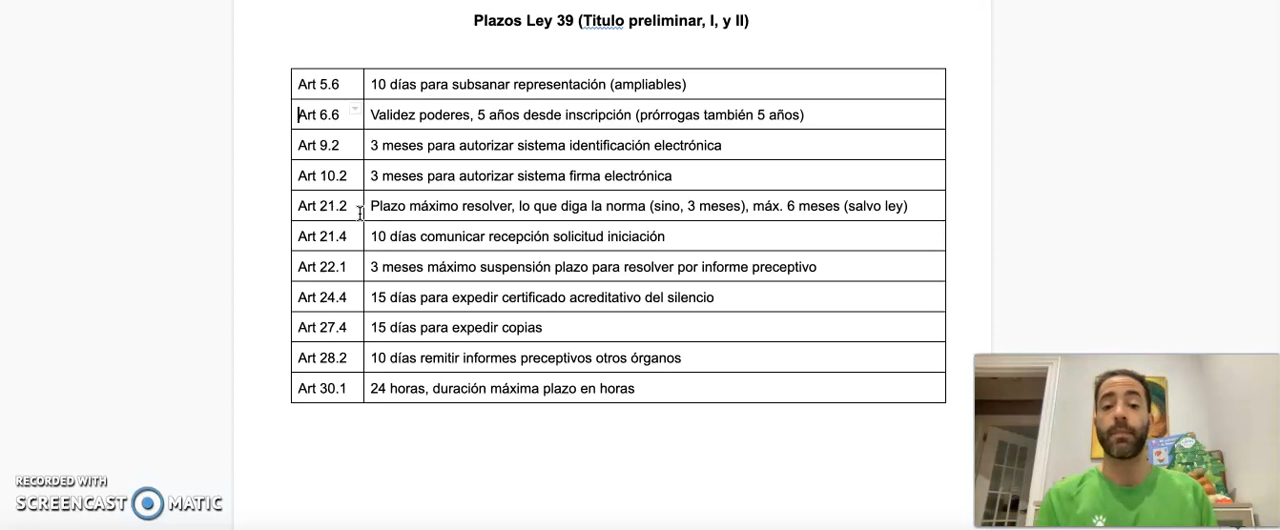 Plazos Ley 39 (Titulo preliminar, I, y II)
Art 5.6 10 días para subsanar representación (ampliables)
Art 6.6 Validez poderes, 5 años desde inscripción (prórrogas también 5 años)
Art 9.2 3 meses para autorizar sistema identificación electrónica
Art 10.2 3 meses para autorizar sistema firma electrónica
Art 21.2 Plazo máximo resolver, lo que diga la norma (sino, 3 meses), máx. 6 meses (salvo ley)
Art 21.4 10 días comunicar recepción solicitud iniciación
Art 22.1 3 meses máximo suspensión plazo para resolver por informe preceptivo
Art 24.4 15 días para expedir certificado acreditativo del silencio
Art 27.4 15 días para expedir copias
Art 28.2 10 días remitir informes preceptivos otros órganos
Art 30.1 24 horas, duración máxima plazo en horas
RECORDED WITH
SCREENCAST MATIC